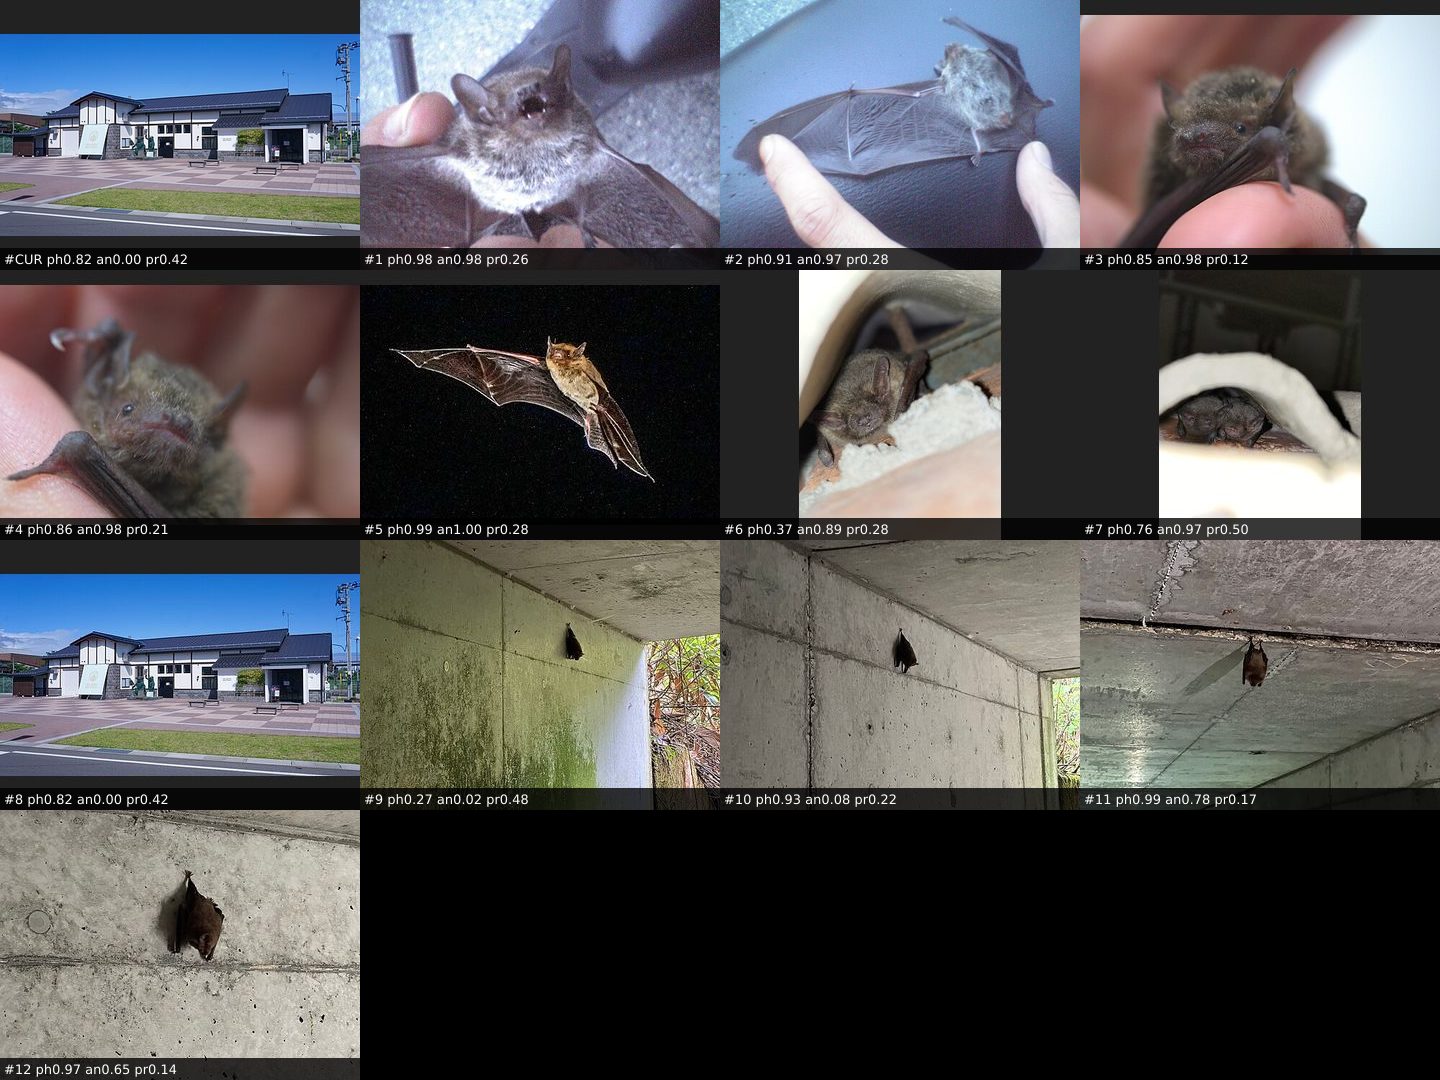 #CUR ph0.82 an0.00 pr0.42
#1 ph0.98 an0.98 pr0.26
#2 ph0.91 an0.97 pr0.28
#3 ph0.85 an0.98 pr0.12
#4 ph0.86 an0.98 pr0.21
#5 ph0.99 an1.00 pr0.28
#6 ph0.37 an0.89 pr0.28
#7 ph0.76 an0.97 pr0.50
#8 ph0.82 an0.00 pr0.42
#9 ph0.27 an0.02 pr0.48
#10 ph0.93 an0.08 pr0.22
#11 ph0.99 an0.78 pr0.17
#12 ph0.97 an0.65 pr0.14